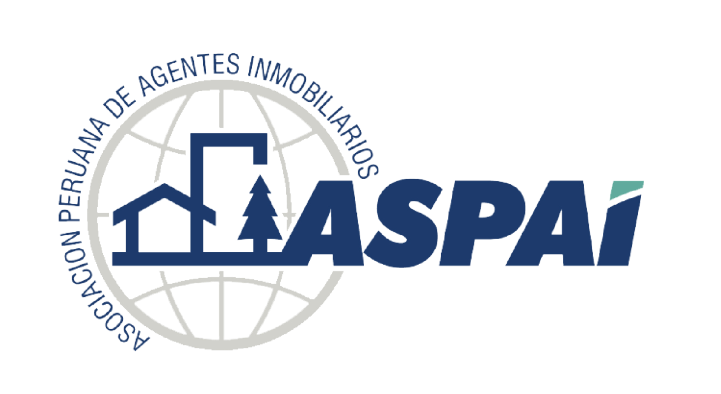 ASOCIACION PERUANA DE AGENTES INMOBILIARIOS
ASPAI